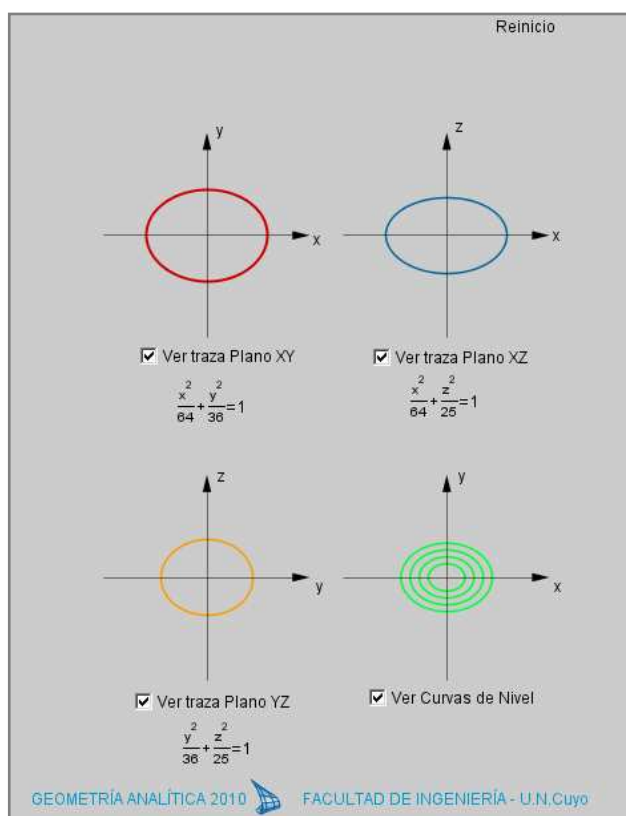 Reinicio
y
z
x
x
Ver traza Plano XY
Ver traza Plano XZ
x²/64 + y²/36 = 1
x²/64 + z²/25 = 1
z
y
y
x
Ver traza Plano YZ
Ver Curvas de Nivel
y²/36 + z²/25 = 1
GEOMETRÍA ANALÍTICA 2010 FACULTAD DE INGENIERÍA - U.N.Cuyo